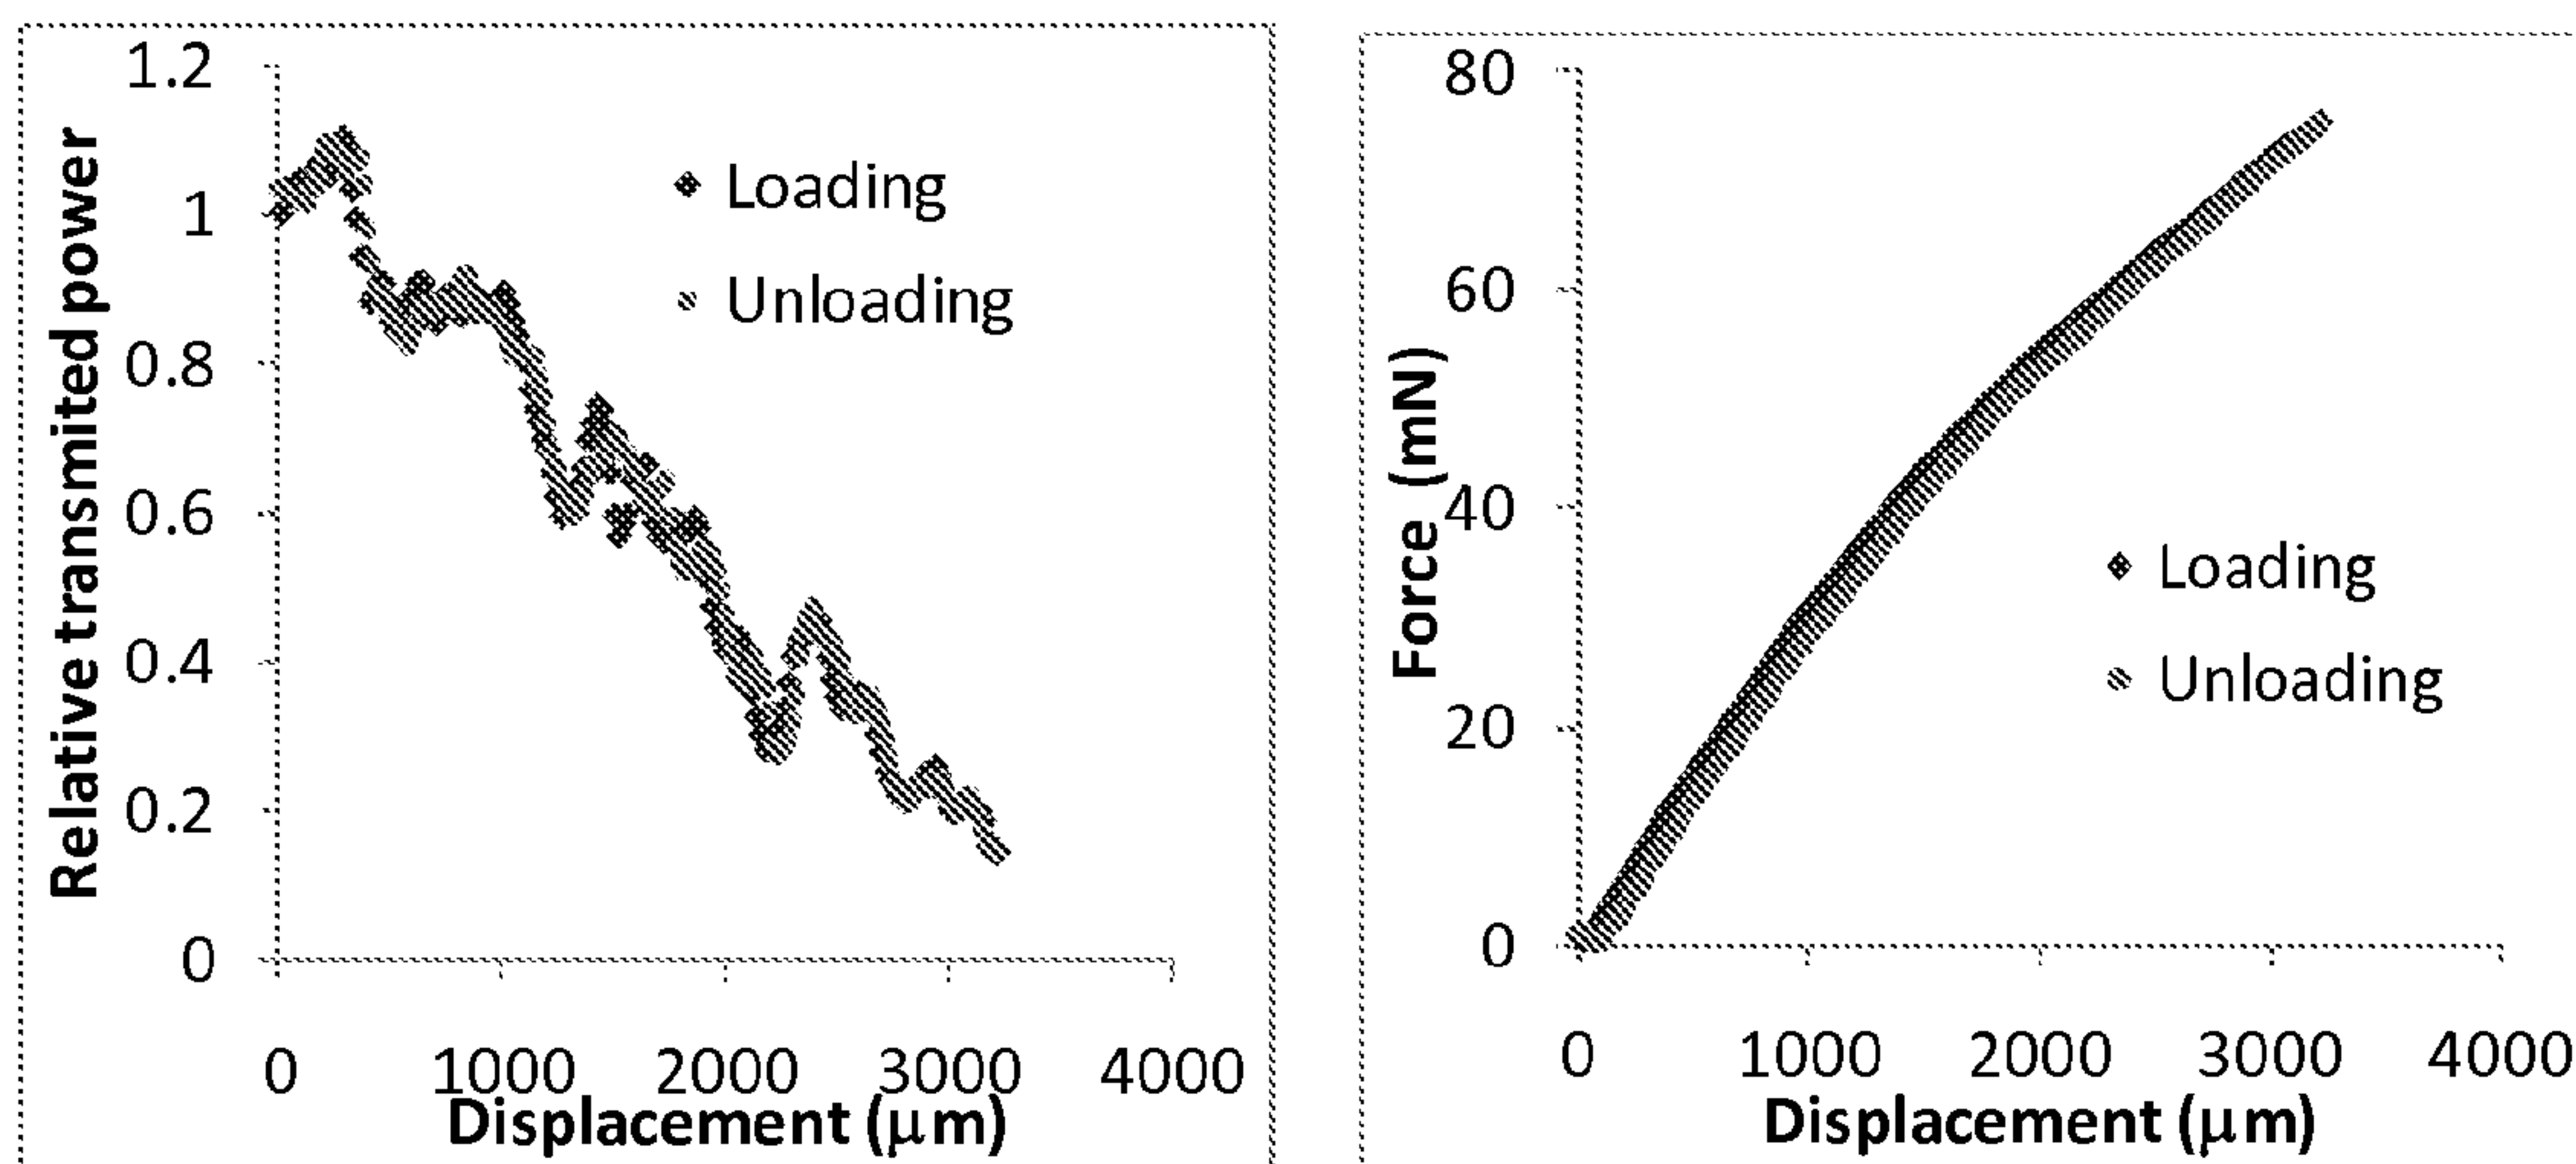 Relative transmitted power
1.2
1
0.8
0.6
0.4
0.2
0
Loading
Unloading
0 1000 2000 3000 4000
Displacement (μm)
Force (mN)
80
60
40
20
0
Loading
Unloading
0 1000 2000 3000 4000
Displacement (μm)